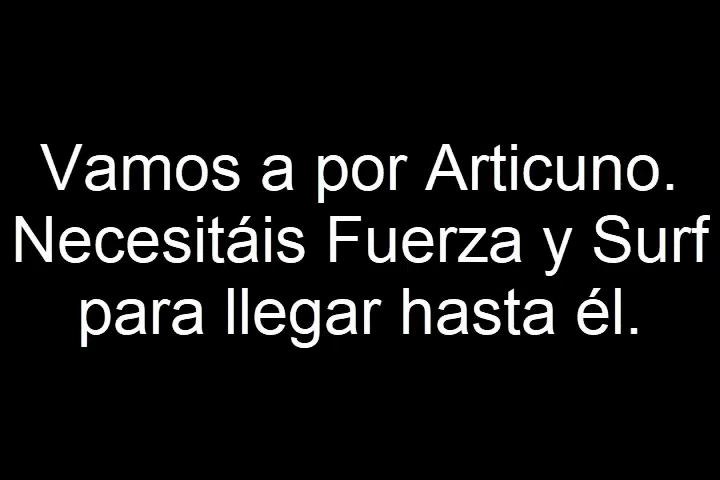 Vamos a por Articuno.
Necesitáis Fuerza y Surf
para llegar hasta él.